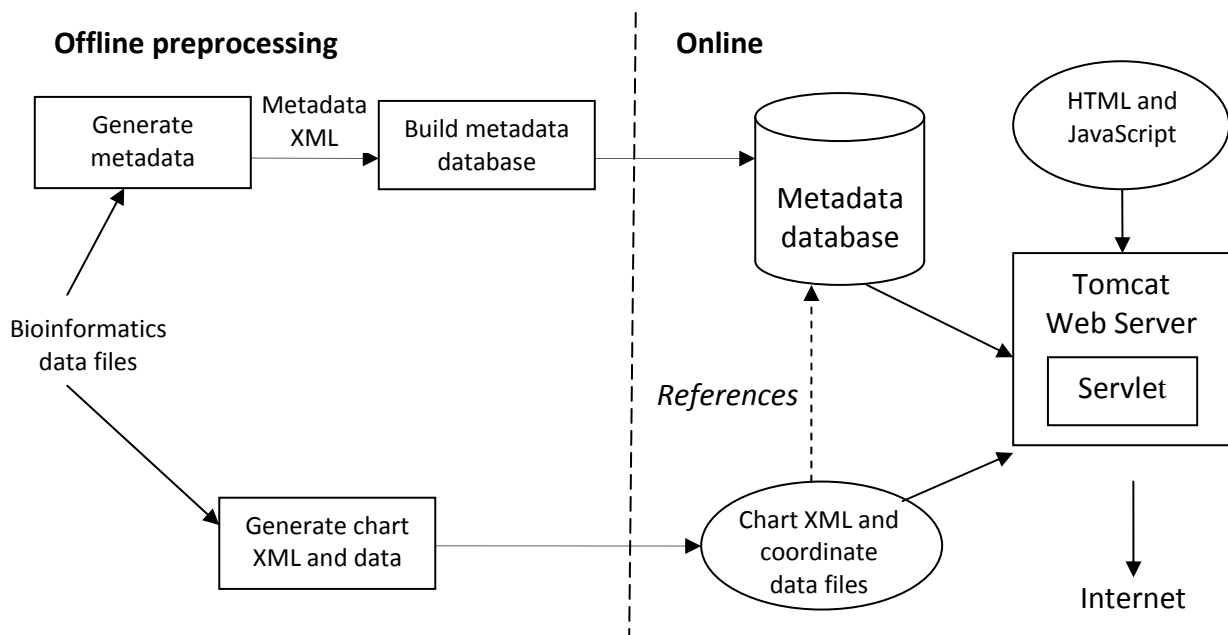 Offline preprocessing
Online
Generate
metadata
Metadata
XML
Build metadata
database
Metadata
database
HTML and
JavaScript
Tomcat
Web Server
Servlet
Bioinformatics
data files
References
Generate chart
XML and data
Chart XML and
coordinate
data files
Internet